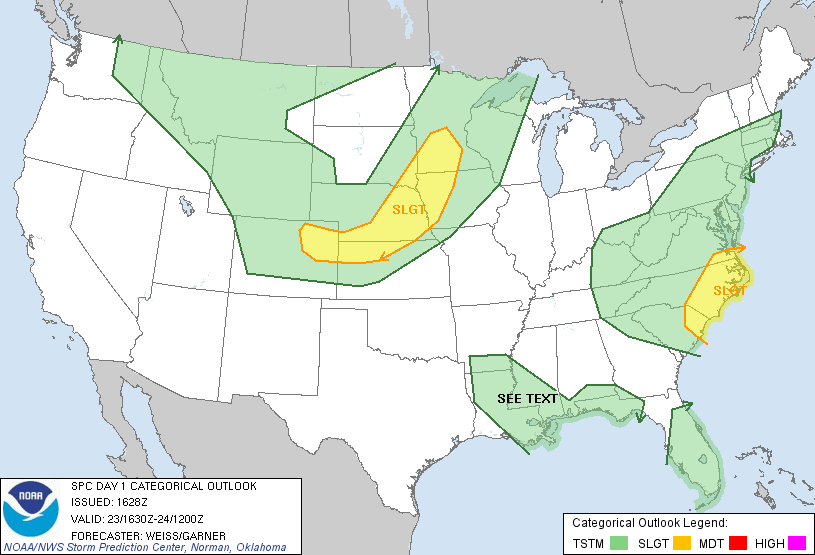 SLGT
SLGT
SEE TEXT
NOAA
SPC DAY 1 CATEGORICAL OUTLOOK
ISSUED: 1628Z
VALID: 23/1630Z-24/1200Z
FORECASTER: WEISS/GARNER
NOAA/NWS Storm Prediction Center, Norman, Oklahoma
Categorical Outlook Legend:
TSTM SLGT MDT HIGH